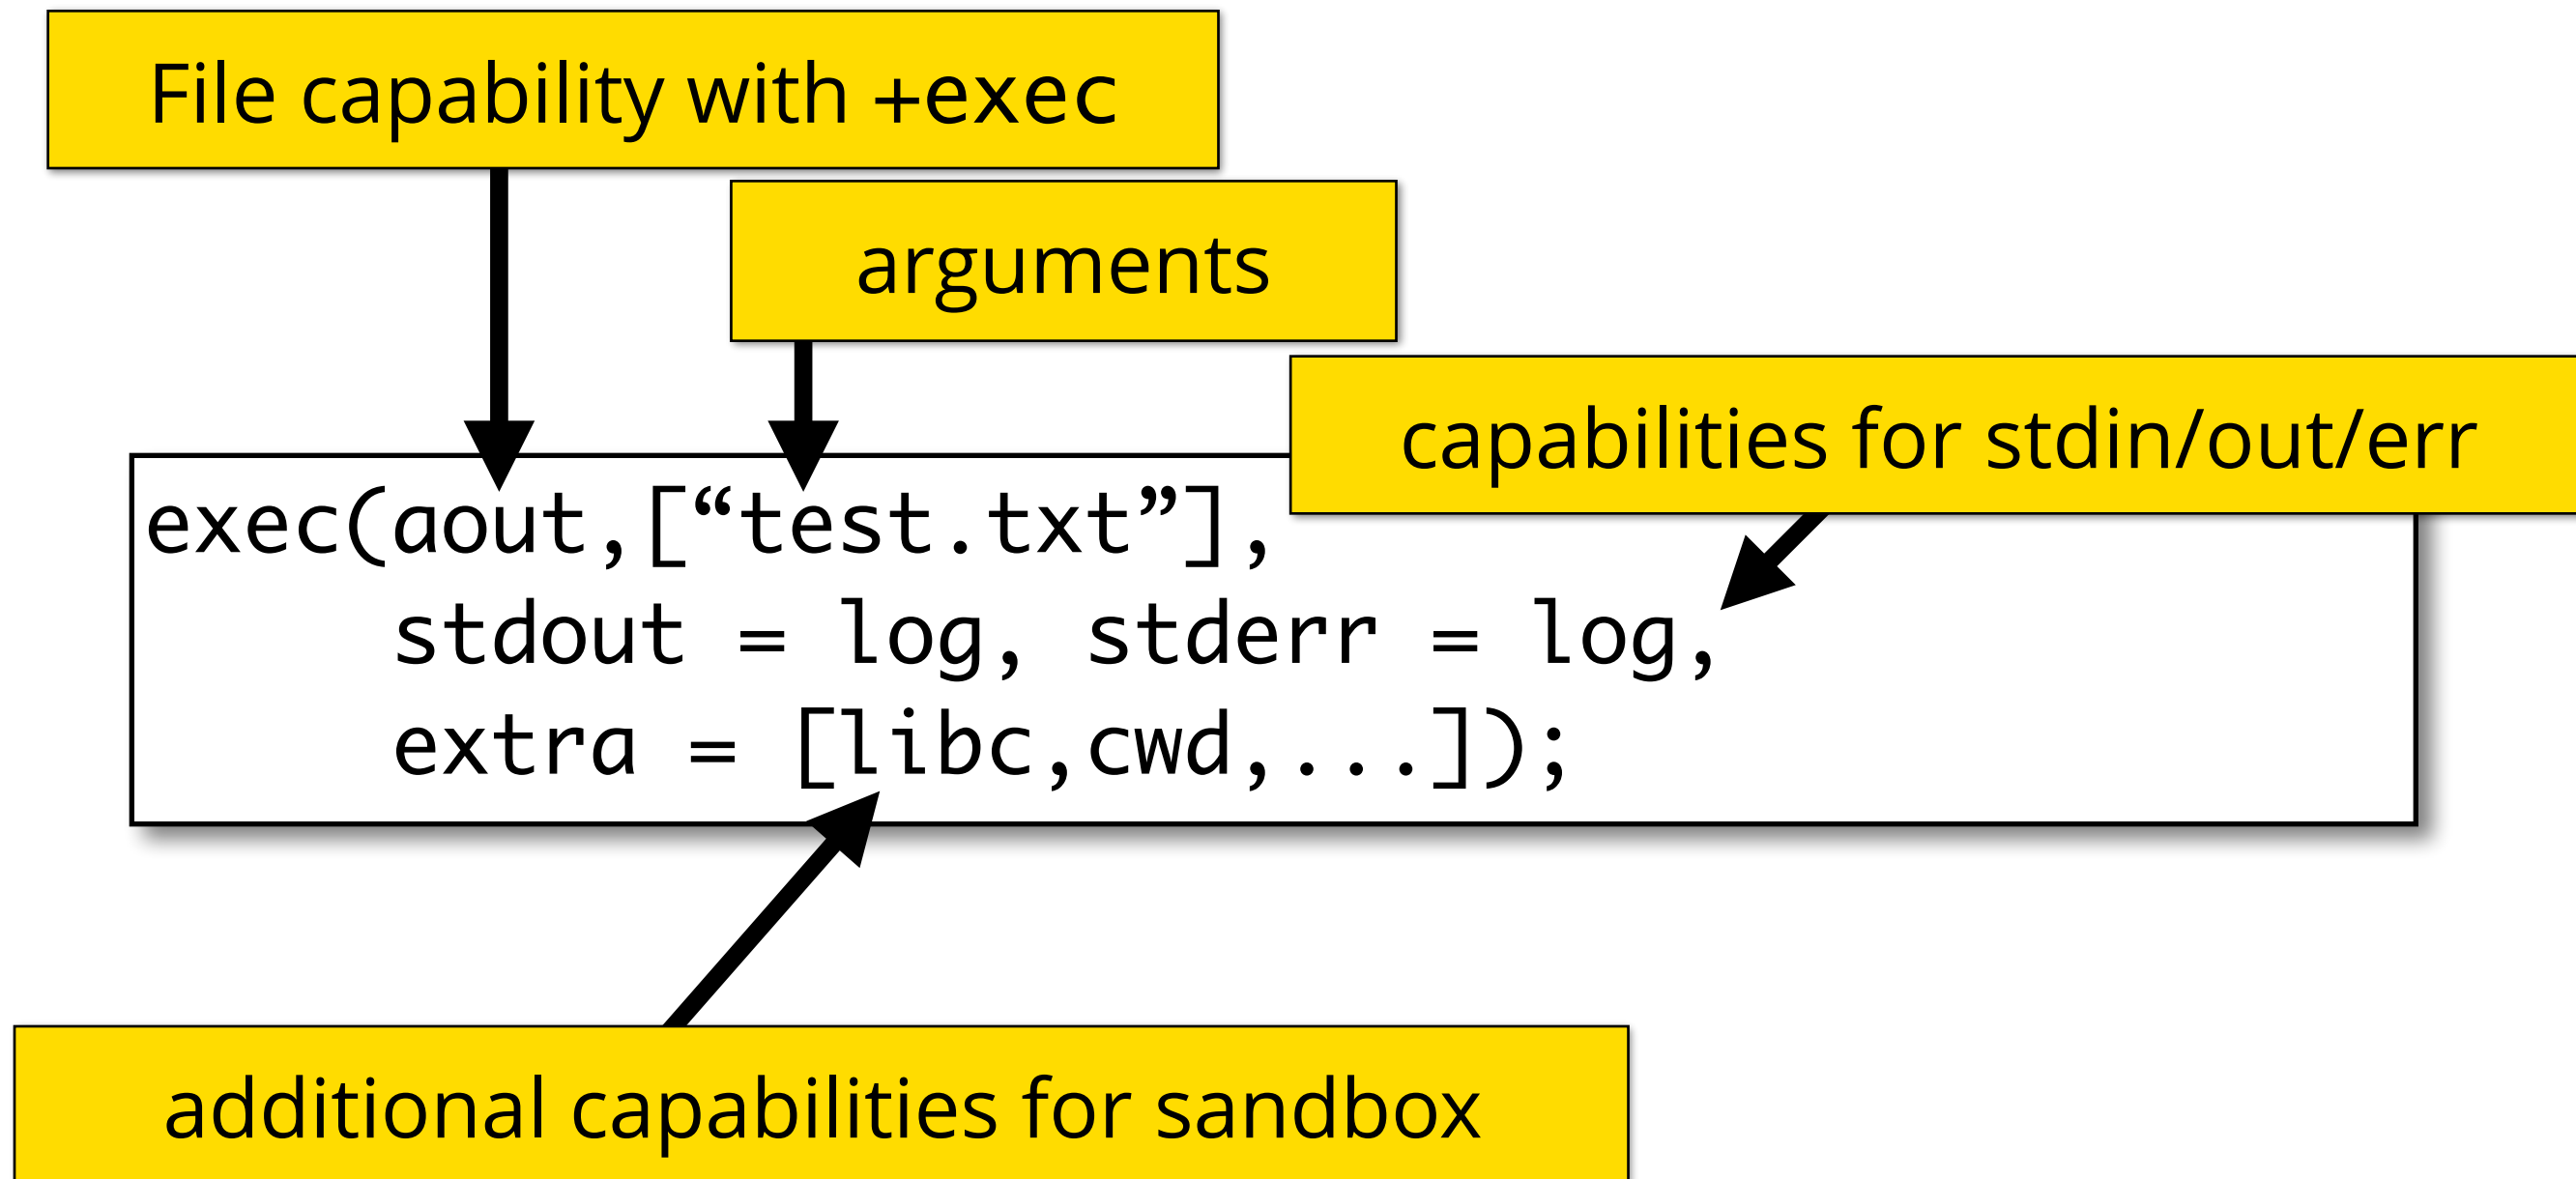 File capability with +exec
arguments
capabilities for stdin/out/err
exec(aout,[“test.txt”],
stdout = log, stderr = log,
extra = [libc,cwd,...]);
additional capabilities for sandbox